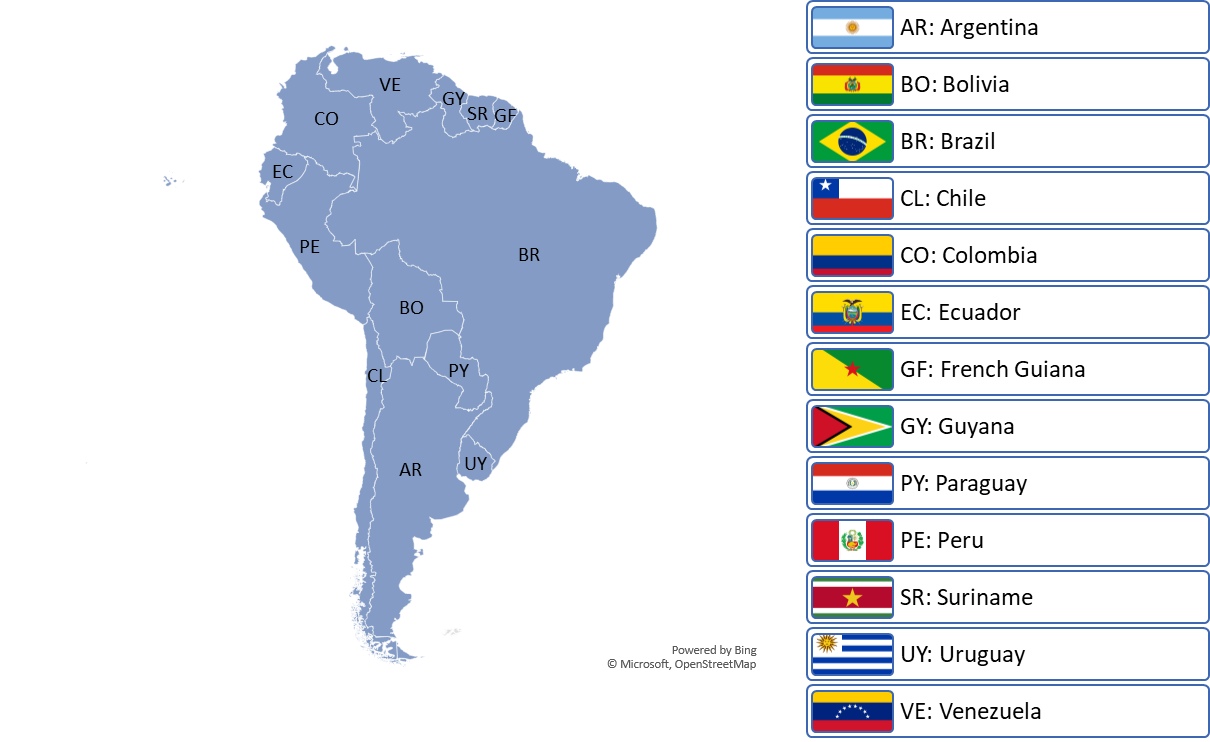 VE
GY
SR
GF
CO
EC
PE
BR
BO
CL
PY
AR
UY
Powered by Bing
© Microsoft, OpenStreetMap
AR: Argentina
BO: Bolivia
BR: Brazil
CL: Chile
CO: Colombia
EC: Ecuador
GF: French Guiana
GY: Guyana
PY: Paraguay
PE: Peru
SR: Suriname
UY: Uruguay
VE: Venezuela